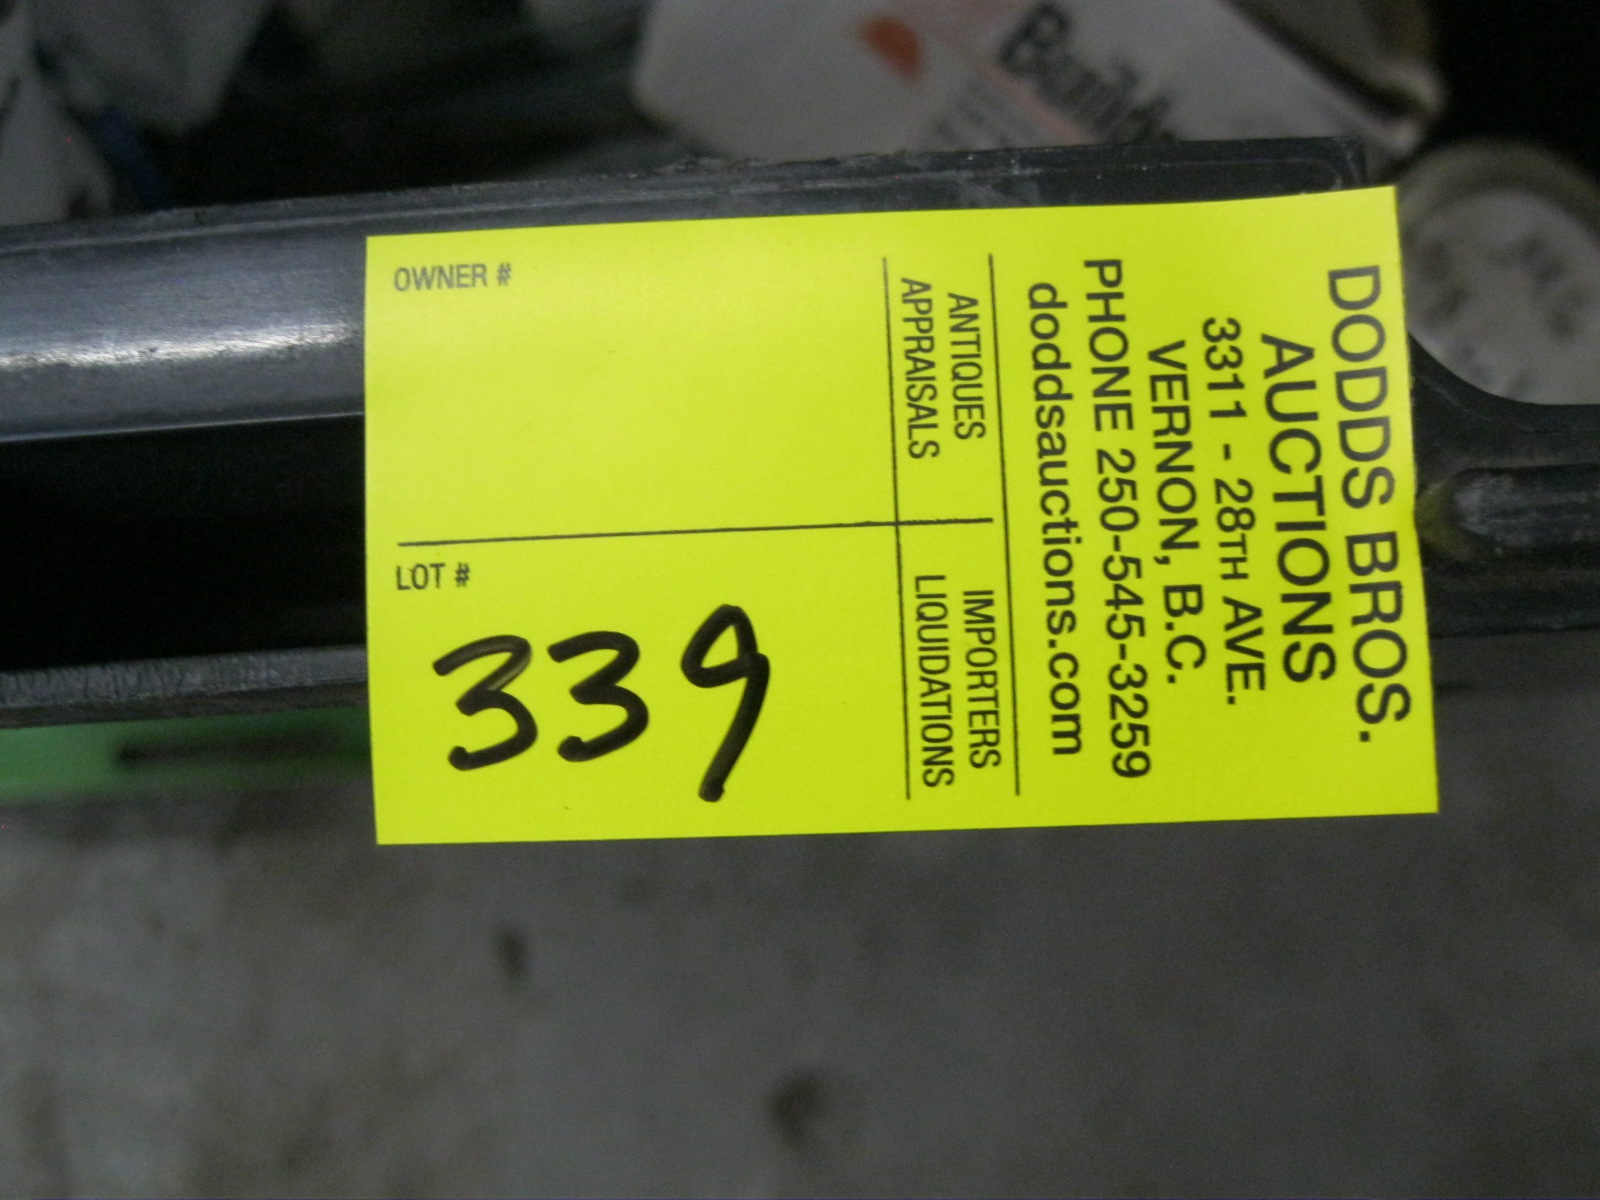 DODDS BROS.
AUCTIONS
3311 - 28TH AVE.
VERNON, B.C.
PHONE 250-545-3259
doddsauctions.com
ANTIQUES
APPRAISALS
IMPORTERS
LIQUIDATIONS
OWNER #
LOT #
339